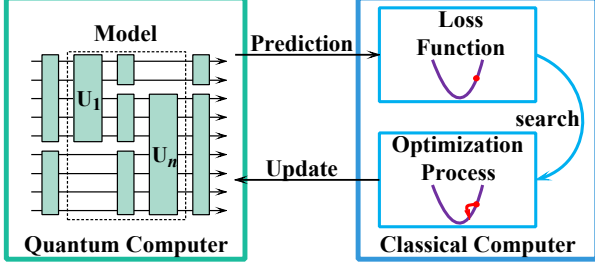 Model
U1
Un
Quantum Computer
Prediction
Update
Loss
Function
search
Optimization
Process
Classical Computer